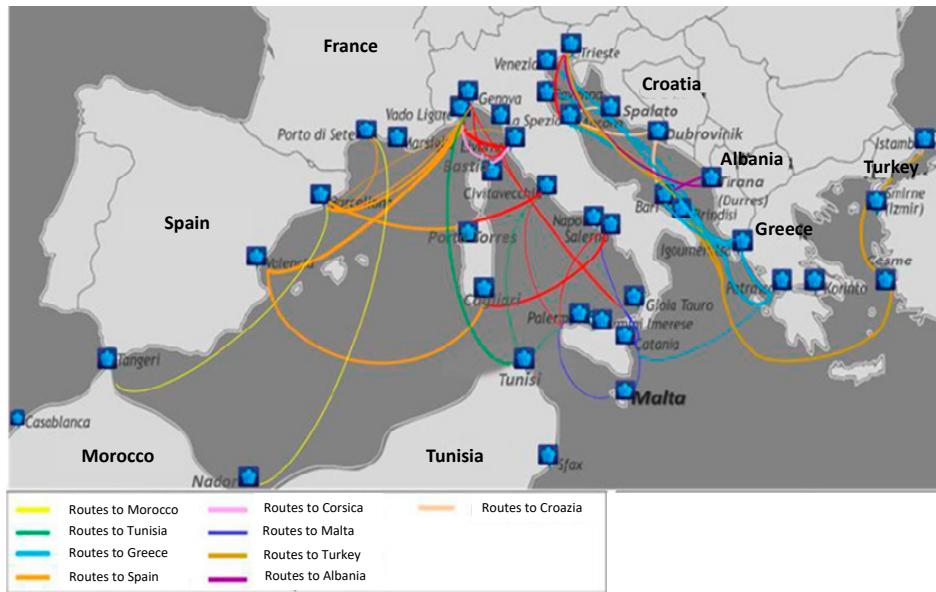 France
Trieste
Venezia
Croatia
Genova
Vado Ligure
La Spezia
Spalato
Porto di Sete
Dubrovinik
Istambul
Bastia
Albania
Turkey
Tirana
(Durres)
Civitavecchia
Smirne
(Izmir)
Spain
Barcellona
Bari
Brindisi
Napoli
Porto Torres
Salerno
Greece
Igoumenitsa
Valencia
Cesme
Patrasso
Korinto
Cagliari
Gioia Tauro
Palermo
Termini Imerese
Catania
Tangeri
Tunisi
Malta
Casablanca
Morocco
Tunisia
Sfax
Nador
Routes to Morocco
Routes to Corsica
Routes to Croazia
Routes to Tunisia
Routes to Malta
Routes to Greece
Routes to Turkey
Routes to Spain
Routes to Albania